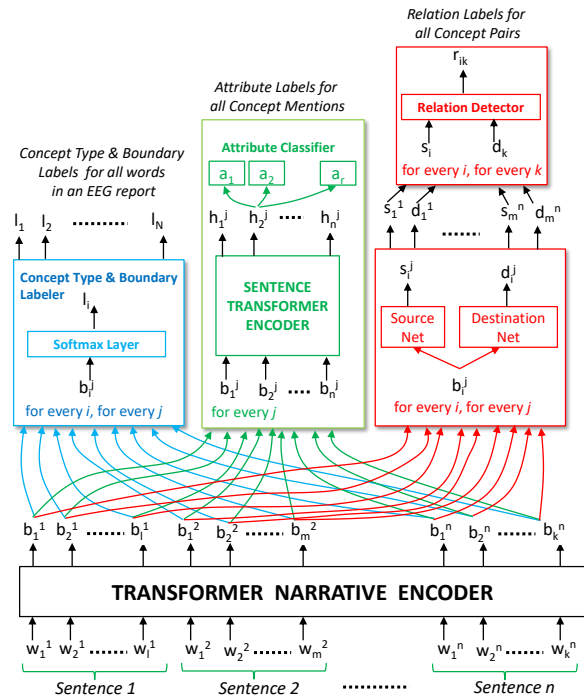 Relation Labels for
all Concept Pairs
r_ik
Relation Detector
s_i d_k
for every i, for every k
Attribute Labels for
all Concept Mentions
Attribute Classifier
a_1 a_2 a_r
Concept Type & Boundary
Labels for all words
in an EEG report
l_1 l_2 ........ l_N
h_1^j h_2^j ..... h_n^j
s_1^1 d_1^1 ...... s_m^n d_m^n
Concept Type & Boundary
Labeler
l_i
Softmax Layer
b_i^j
for every i, for every j
SENTENCE
TRANSFORMER
ENCODER
b_1^j b_2^j ..... b_n^j
for every j
s_i^j d_i^j
Source
Net
Destination
Net
b_i^j
for every i, for every j
b_1^1 b_2^1 ...... b_l^1 b_1^2 b_2^2 ...... b_m^2 b_1^n b_2^n ..... b_k^n
TRANSFORMER NARRATIVE ENCODER
w_1^1 w_2^1 ...... w_l^1 w_1^2 w_2^2 ...... w_m^2 w_1^n w_2^n ...... w_k^n
Sentence 1 Sentence 2 ........ Sentence n